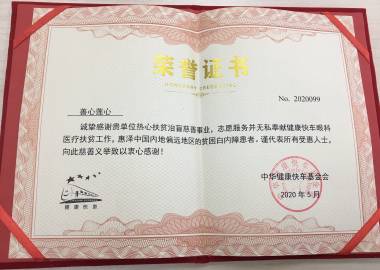 荣誉证书
No. 2020099
善心莲心
诚挚感谢贵单位热心扶贫治盲慈善事业，志愿服务并无私奉献健康快车眼科
医疗扶贫工作，惠泽中国内地偏远地区的贫困白内障患者，谨代表所有受惠人士，
向此慈善义举致以衷心感谢！
健康快车
中华健康快车基金会
2020年5月